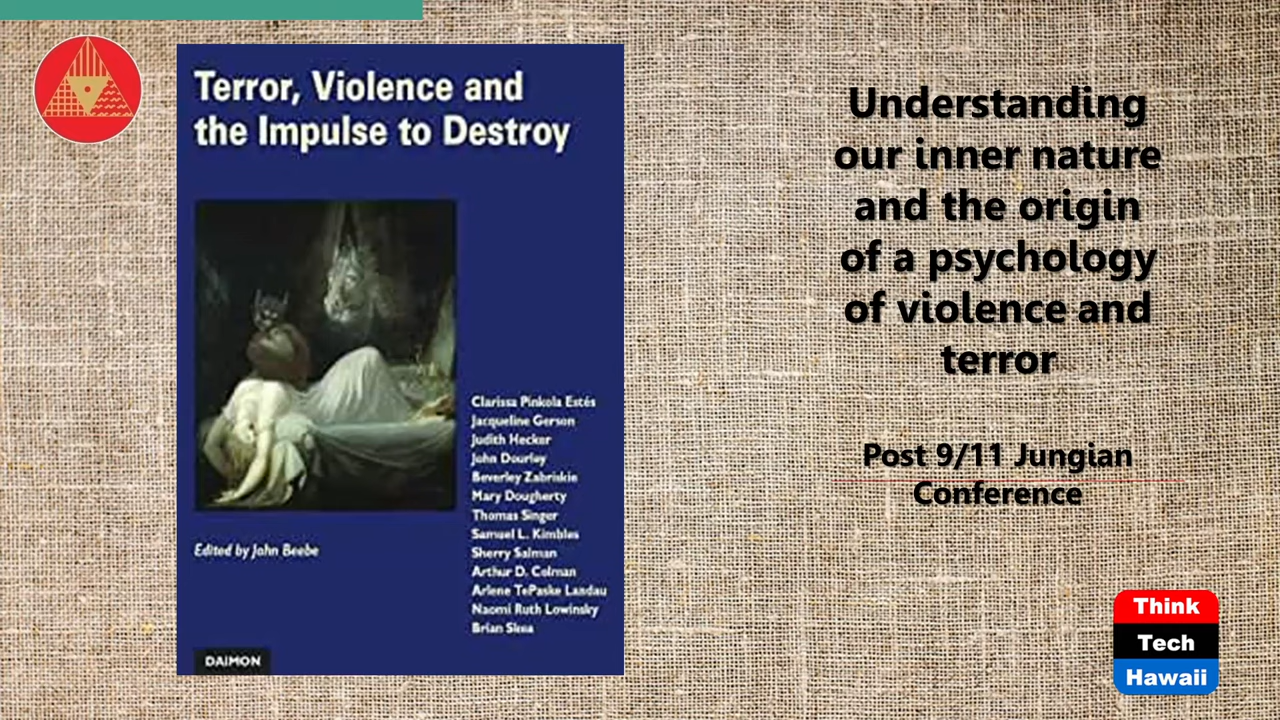 Terror, Violence and
the Impulse to Destroy
Clarissa Pinkola Estés
Jacqueline Gerson
Judith Hecker
John Dourley
Beverley Zabriskie
Mary Dougherty
Thomas Singer
Samuel L. Kimbles
Sherry Salman
Arthur D. Colman
Arlene TePaske Landau
Naomi Ruth Lowinsky
Brian Skea
Edited by John Beebe
DAIMON
Understanding
our inner nature
and the origin
of a psychology
of violence and
terror
Post 9/11 Jungian
Conference
Think
Tech
Hawaii